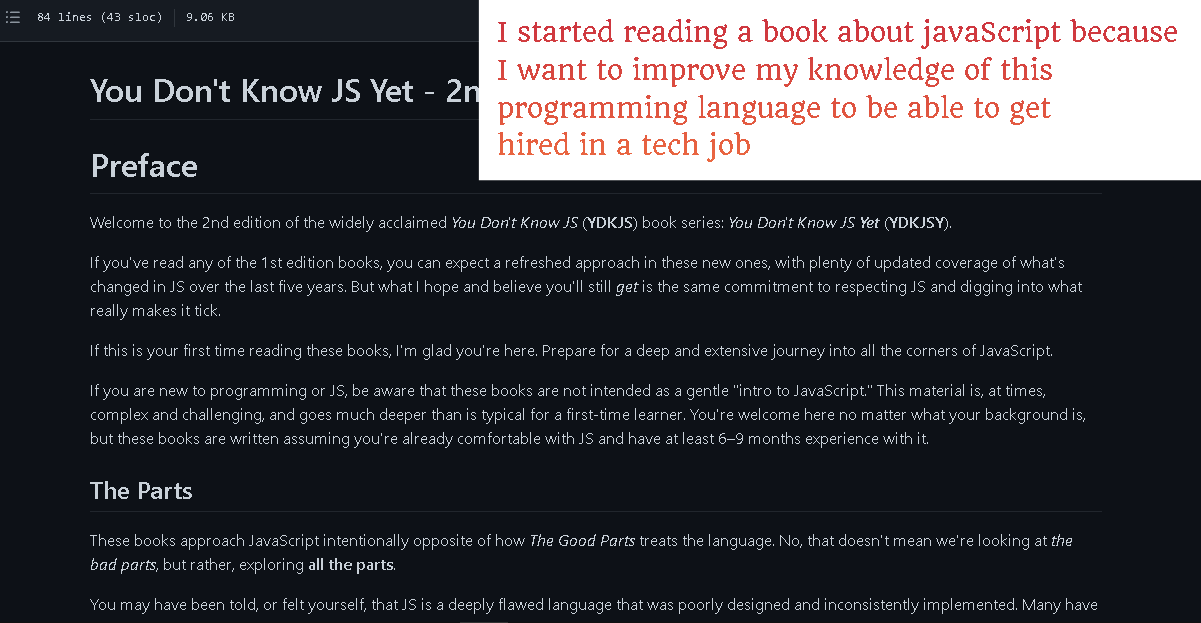 84 lines (43 sloc) 9.06 KB
I started reading a book about javaScript because
I want to improve my knowledge of this
programming language to be able to get
hired in a tech job
You Don't Know JS Yet - 2n
Preface
Welcome to the 2nd edition of the widely acclaimed You Don't Know JS (YDKJS) book series: You Don't Know JS Yet (YDKJSY).
If you've read any of the 1st edition books, you can expect a refreshed approach in these new ones, with plenty of updated coverage of what's
changed in JS over the last five years. But what I hope and believe you'll still get is the same commitment to respecting JS and digging into what
really makes it tick.
If this is your first time reading these books, I'm glad you're here. Prepare for a deep and extensive journey into all the corners of JavaScript.
If you are new to programming or JS, be aware that these books are not intended as a gentle "intro to JavaScript." This material is, at times,
complex and challenging, and goes much deeper than is typical for a first-time learner. You're welcome here no matter what your background is,
but these books are written assuming you're already comfortable with JS and have at least 6–9 months experience with it.
The Parts
These books approach JavaScript intentionally opposite of how The Good Parts treats the language. No, that doesn't mean we're looking at the
bad parts, but rather, exploring all the parts.
You may have been told, or felt yourself, that JS is a deeply flawed language that was poorly designed and inconsistently implemented. Many have